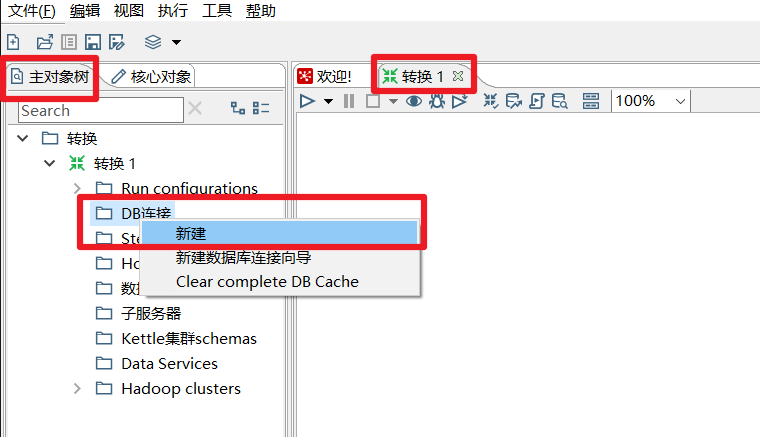 文件(F) 编辑 视图 执行 工具 帮助
主对象树 核心对象
欢迎! 转换 1
Search
100%
转换
转换 1
Run configurations
DB连接
新建
Ste
新建数据库连接向导
Ho
Clear complete DB Cache
数据
子服务器
Kettle集群schemas
Data Services
Hadoop clusters